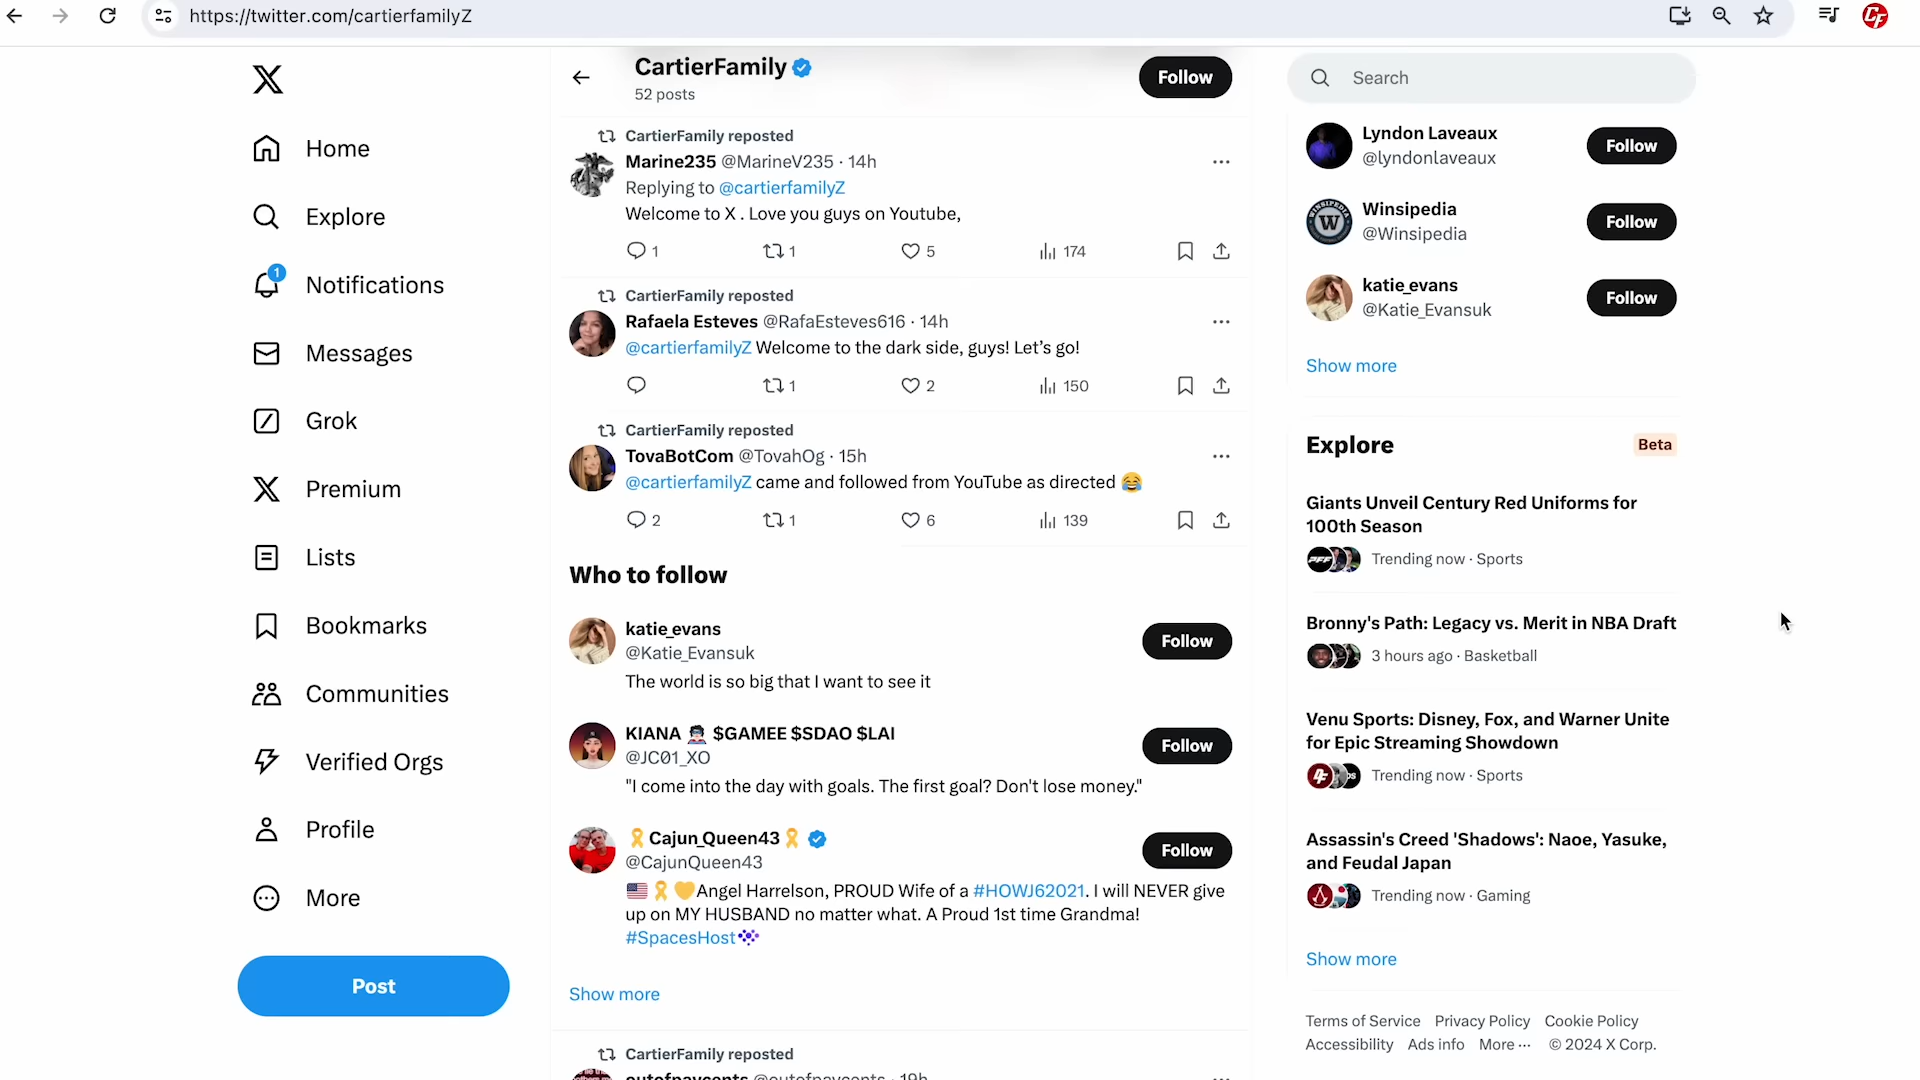 https://twitter.com/cartierfamilyZ
CartierFamily
52 posts
Follow
Search
Home
Explore
1
Notifications
Messages
Grok
Premium
Lists
Bookmarks
Communities
Verified Orgs
Profile
More
Post
CartierFamily reposted
Marine235 @MarineV235 · 14h
Replying to @cartierfamilyZ
Welcome to X . Love you guys on Youtube,
1 1 5 174
CartierFamily reposted
Rafaela Esteves @RafaEsteves616 · 14h
@cartierfamilyZ Welcome to the dark side, guys! Let’s go!
1 2 150
CartierFamily reposted
TovaBotCom @TovahOg · 15h
@cartierfamilyZ came and followed from YouTube as directed 😂
2 1 6 139
Who to follow
katie_evans
@Katie_Evansuk
Follow
The world is so big that I want to see it
KIANA $GAMEE $SDAO $LAI
@JC01_XO
Follow
"I come into the day with goals. The first goal? Don't lose money."
🎗Cajun_Queen43🎗
@CajunQueen43
Follow
🇺🇸🎗💛Angel Harrelson, PROUD Wife of a #HOWJ62021. I will NEVER give
up on MY HUSBAND no matter what. A Proud 1st time Grandma!
#SpacesHost
Show more
CartierFamily reposted
Lyndon Laveaux
@lyndonlaveaux
Follow
Winsipedia
@Winsipedia
Follow
katie_evans
@Katie_Evansuk
Follow
Show more
Explore
Beta
Giants Unveil Century Red Uniforms for
100th Season
Trending now · Sports
Bronny's Path: Legacy vs. Merit in NBA Draft
3 hours ago · Basketball
Venu Sports: Disney, Fox, and Warner Unite
for Epic Streaming Showdown
Trending now · Sports
Assassin's Creed 'Shadows': Naoe, Yasuke,
and Feudal Japan
Trending now · Gaming
Show more
Terms of Service Privacy Policy Cookie Policy
Accessibility Ads info More ··· © 2024 X Corp.